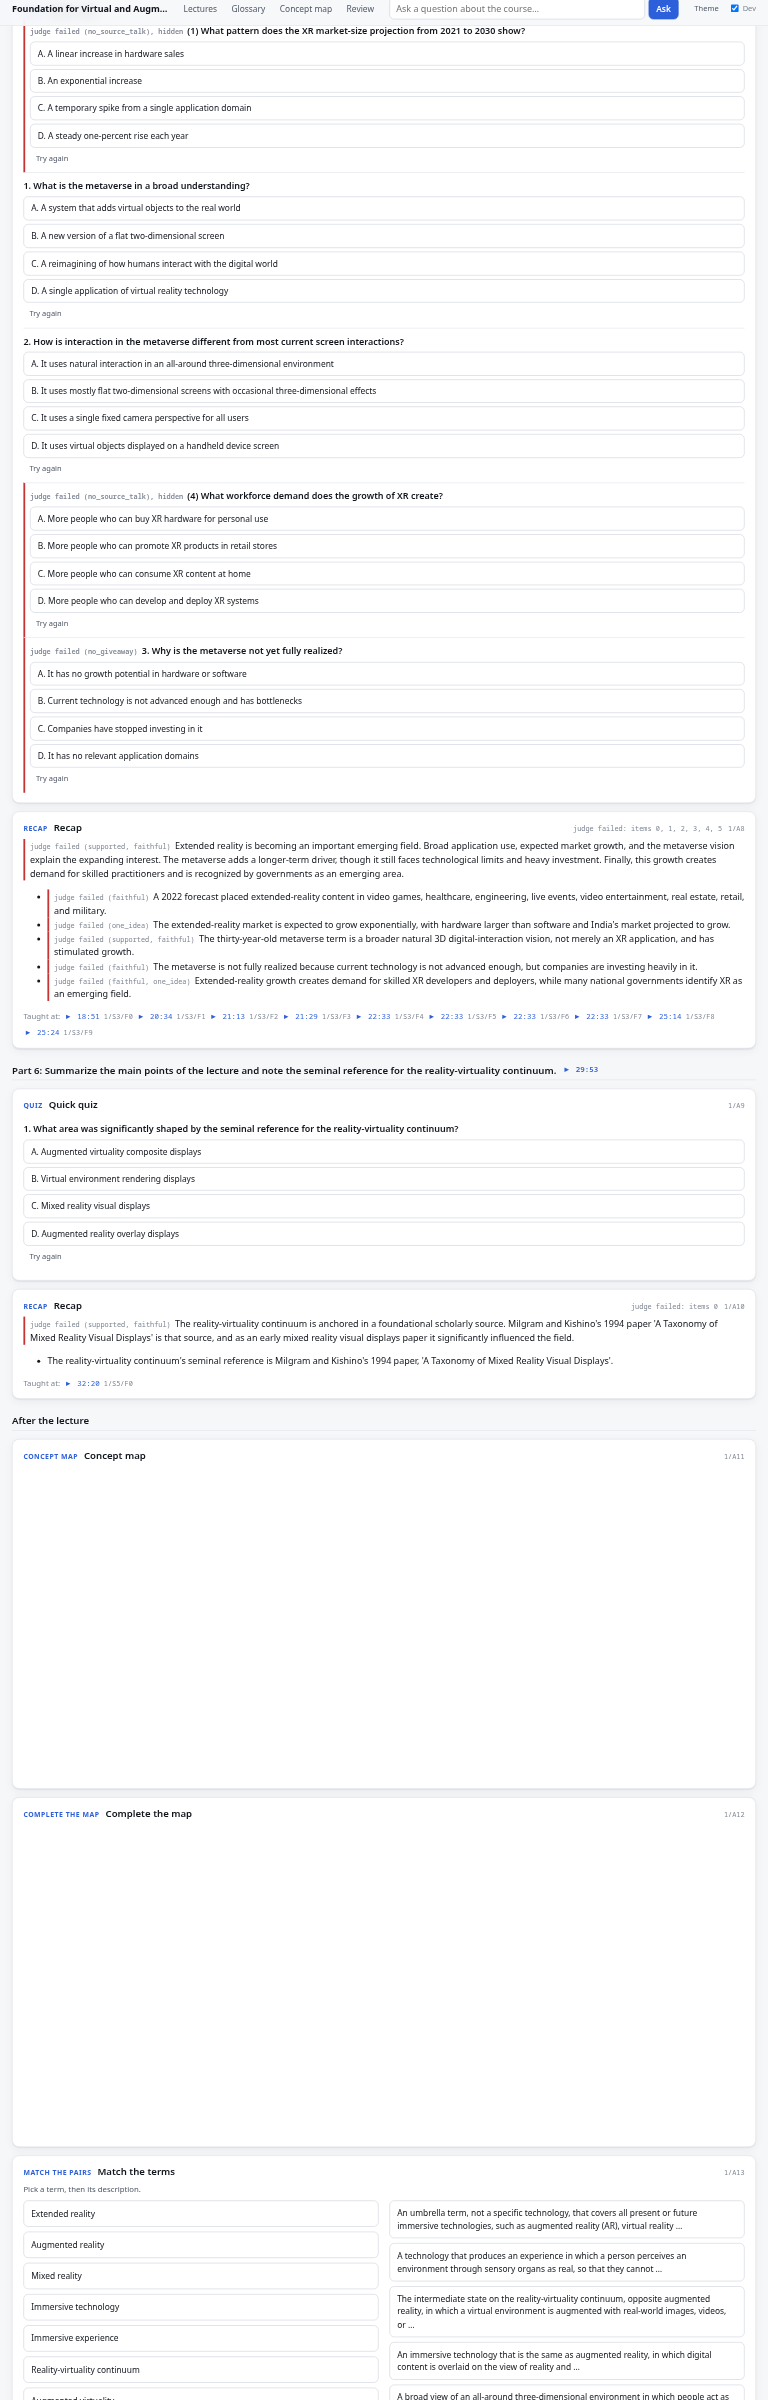 Foundation for Virtual and Augm... Lectures Glossary Concept map Review Ask a question about the course... Ask Theme Dev
judge failed (no_source_talk), hidden (1) What pattern does the XR market-size projection from 2021 to 2030 show?
A. A linear increase in hardware sales
B. An exponential increase
C. A temporary spike from a single application domain
D. A steady one-percent rise each year
Try again
1. What is the metaverse in a broad understanding?
A. A system that adds virtual objects to the real world
B. A new version of a flat two-dimensional screen
C. A reimagining of how humans interact with the digital world
D. A single application of virtual reality technology
Try again
2. How is interaction in the metaverse different from most current screen interactions?
A. It uses natural interaction in an all-around three-dimensional environment
B. It uses mostly flat two-dimensional screens with occasional three-dimensional effects
C. It uses a single fixed camera perspective for all users
D. It uses virtual objects displayed on a handheld device screen
Try again
judge failed (no_source_talk), hidden (4) What workforce demand does the growth of XR create?
A. More people who can buy XR hardware for personal use
B. More people who can promote XR products in retail stores
C. More people who can consume XR content at home
D. More people who can develop and deploy XR systems
Try again
judge failed (no_giveaway) 3. Why is the metaverse not yet fully realized?
A. It has no growth potential in hardware or software
B. Current technology is not advanced enough and has bottlenecks
C. Companies have stopped investing in it
D. It has no relevant application domains
Try again
RECAP Recap judge failed: items 0, 1, 2, 3, 4, 5 1/A8
judge failed (supported, faithful) Extended reality is becoming an important emerging field. Broad application use, expected market growth, and the metaverse vision
explain the expanding interest. The metaverse adds a longer-term driver, though it still faces technological limits and heavy investment. Finally, this growth creates
demand for skilled practitioners and is recognized by governments as an emerging area.
• judge failed (faithful) A 2022 forecast placed extended-reality content in video games, healthcare, engineering, live events, video entertainment, real estate, retail,
and military.
• judge failed (one_idea) The extended-reality market is expected to grow exponentially, with hardware larger than software and India's market projected to grow.
• judge failed (supported, faithful) The thirty-year-old metaverse term is a broader natural 3D digital-interaction vision, not merely an XR application, and has
stimulated growth.
• judge failed (faithful) The metaverse is not fully realized because current technology is not advanced enough, but companies are investing heavily in it.
• judge failed (faithful, one_idea) Extended-reality growth creates demand for skilled XR developers and deployers, while many national governments identify XR as
an emerging field.
Taught at: ► 18:51 1/S3/F0 ► 20:34 1/S3/F1 ► 21:13 1/S3/F2 ► 21:29 1/S3/F3 ► 22:33 1/S3/F4 ► 22:33 1/S3/F5 ► 22:33 1/S3/F6 ► 22:33 1/S3/F7 ► 25:14 1/S3/F8
► 25:24 1/S3/F9
Part 6: Summarize the main points of the lecture and note the seminal reference for the reality-virtuality continuum. ► 29:53
QUIZ Quick quiz 1/A9
1. What area was significantly shaped by the seminal reference for the reality-virtuality continuum?
A. Augmented virtuality composite displays
B. Virtual environment rendering displays
C. Mixed reality visual displays
D. Augmented reality overlay displays
Try again
RECAP Recap judge failed: items 0 1/A10
judge failed (supported, faithful) The reality-virtuality continuum is anchored in a foundational scholarly source. Milgram and Kishino's 1994 paper 'A Taxonomy of
Mixed Reality Visual Displays' is that source, and as an early mixed reality visual displays paper it significantly influenced the field.
• The reality-virtuality continuum's seminal reference is Milgram and Kishino's 1994 paper, 'A Taxonomy of Mixed Reality Visual Displays'.
Taught at: ► 32:20 1/S5/F0
After the lecture
CONCEPT MAP Concept map 1/A11
COMPLETE THE MAP Complete the map 1/A12
MATCH THE PAIRS Match the terms 1/A13
Pick a term, then its description.
Extended reality
Augmented reality
Mixed reality
Immersive technology
Immersive experience
Reality-virtuality continuum
Augmented virtuality
An umbrella term, not a specific technology, that covers all present or future
immersive technologies, such as augmented reality (AR), virtual reality ...
A technology that produces an experience in which a person perceives an
environment through sensory organs as real, so that they cannot ...
The intermediate state on the reality-virtuality continuum, opposite augmented
reality, in which a virtual environment is augmented with real-world images, videos,
or ...
An immersive technology that is the same as augmented reality, in which digital
content is overlaid on the view of reality and ...
A broad view of an all-around three-dimensional environment in which people act as